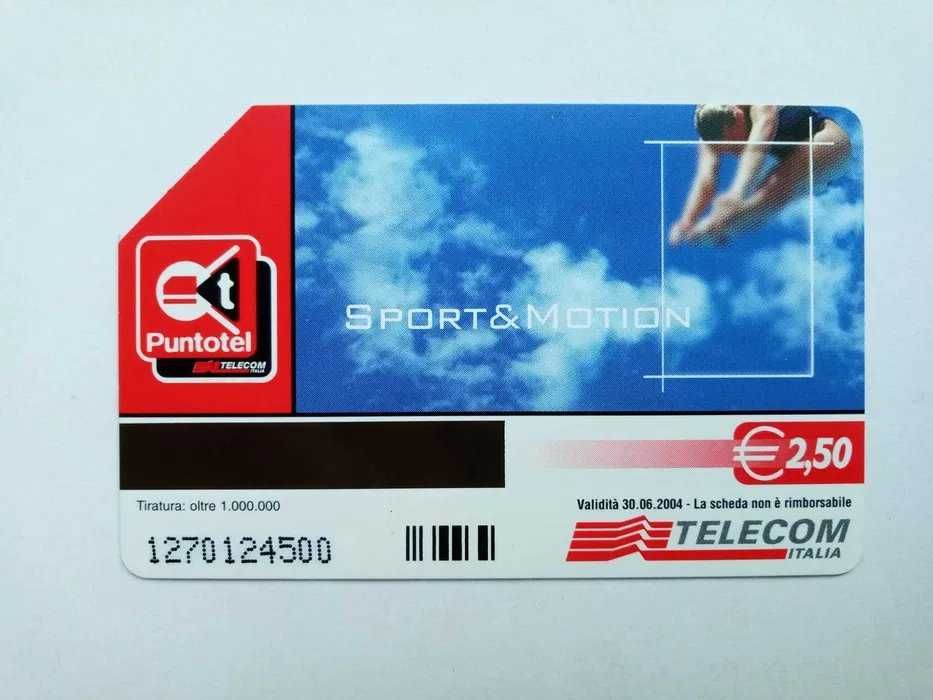 SPORT&MOTION
t
Puntotel
TELECOM
ITALIA
€2,50
Tiratura: oltre 1.000.000
Validità 30.06.2004 - La scheda non è rimborsabile
1270124500
TELECOM
ITALIA